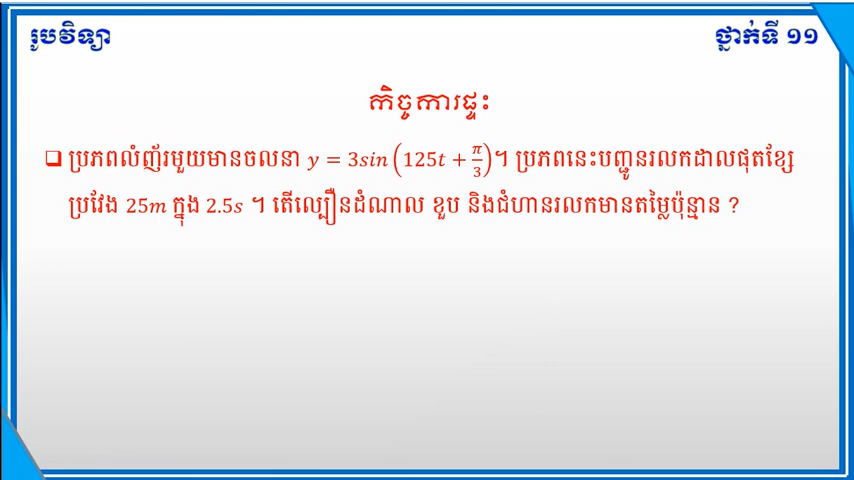 រូបវិទ្យា
ថ្នាក់ទី ១១
កិច្ចការផ្ទះ
❑ ប្រភពលំញ័រមួយមានចលនា y = 3sin (125t + π/3)។ ប្រភពនេះបញ្ជូនរលកដាលផុតខ្សែ
ប្រវែង 25m ក្នុង 2.5s ។ តើល្បឿនដំណាល ខួប និងជំហានរលកមានតម្លៃប៉ុន្មាន ?